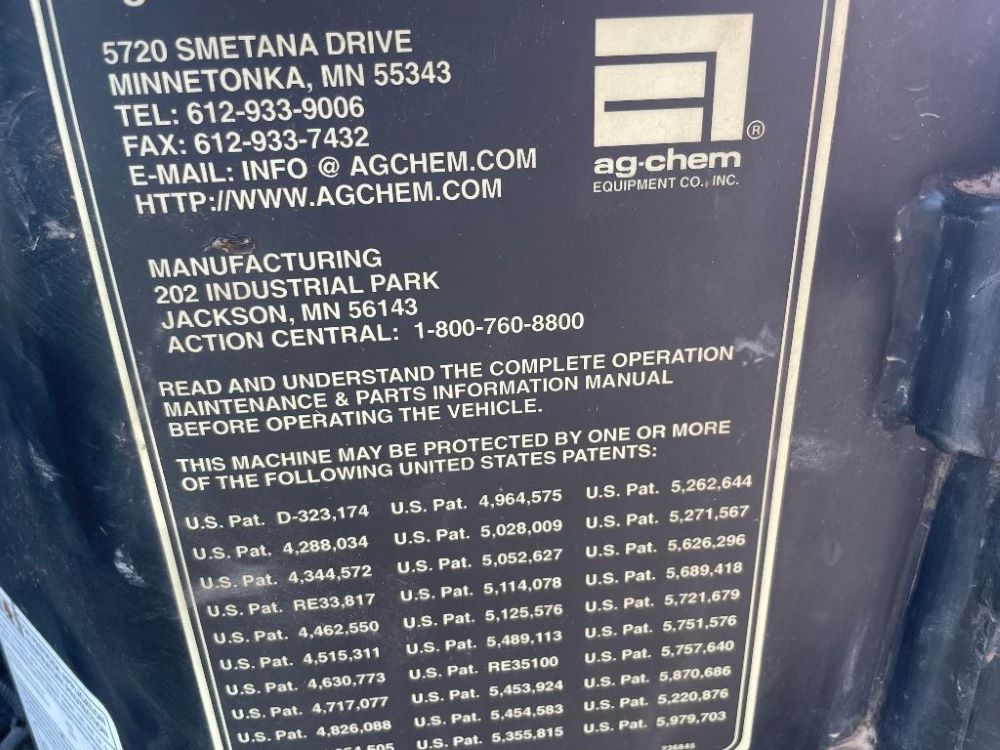 5720 SMETANA DRIVE
MINNETONKA, MN 55343
TEL: 612-933-9006
FAX: 612-933-7432
E-MAIL: INFO @ AGCHEM.COM
HTTP://WWW.AGCHEM.COM
®
ag-chem
EQUIPMENT CO., INC.
MANUFACTURING
202 INDUSTRIAL PARK
JACKSON, MN 56143
ACTION CENTRAL: 1-800-760-8800
READ AND UNDERSTAND THE COMPLETE OPERATION
MAINTENANCE & PARTS INFORMATION MANUAL
BEFORE OPERATING THE VEHICLE.
THIS MACHINE MAY BE PROTECTED BY ONE OR MORE
OF THE FOLLOWING UNITED STATES PATENTS:
U.S. Pat. D-323,174 U.S. Pat. 4,964,575 U.S. Pat. 5,262,644
U.S. Pat. 4,288,034 U.S. Pat. 5,028,009 U.S. Pat. 5,271,567
U.S. Pat. 4,344,572 U.S. Pat. 5,052,627 U.S. Pat. 5,626,296
U.S. Pat. RE33,817 U.S. Pat. 5,114,078 U.S. Pat. 5,689,418
U.S. Pat. 4,462,550 U.S. Pat. 5,125,576 U.S. Pat. 5,721,679
U.S. Pat. 4,515,311 U.S. Pat. 5,489,113 U.S. Pat. 5,751,576
U.S. Pat. 4,630,773 U.S. Pat. RE35100 U.S. Pat. 5,757,640
U.S. Pat. 4,717,077 U.S. Pat. 5,453,924 U.S. Pat. 5,870,686
U.S. Pat. 4,826,088 U.S. Pat. 5,454,583 U.S. Pat. 5,220,876
U.S. Pat. 5,355,815 U.S. Pat. 5,979,703